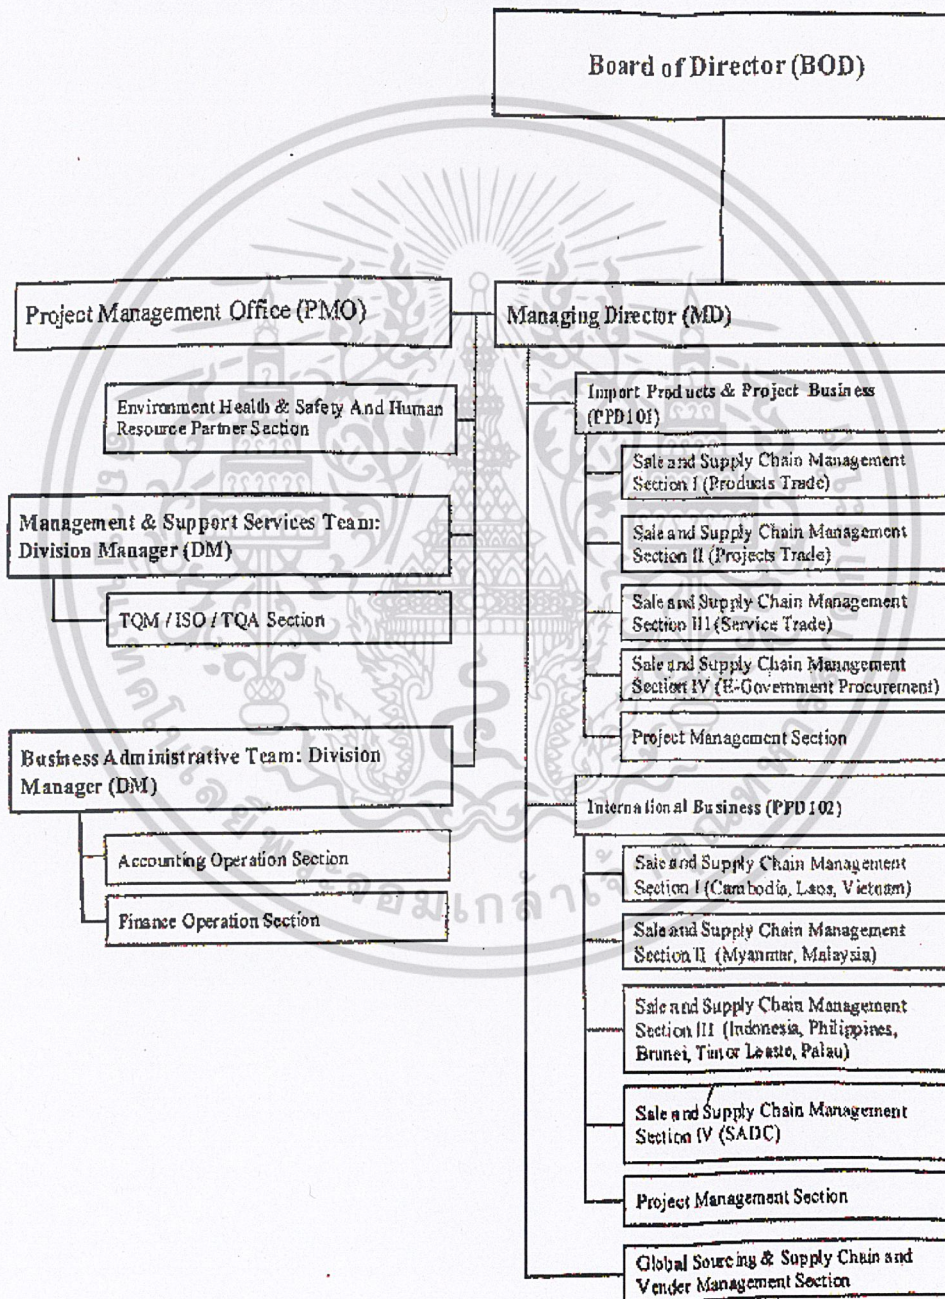 Board of Director (BOD)
Project Management Office (PMO)
Managing Director (MD)
Environment Health & Safety And Human
Resource Partner Section
Management & Support Services Team:
Division Manager (DM)
TQM / ISO / TQA Section
Business Administrative Team: Division
Manager (DM)
Accounting Operation Section
Finance Operation Section
Import Products & Project Business
(PPD101)
Sale and Supply Chain Management
Section I (Products Trade)
Sale and Supply Chain Management
Section II (Projects Trade)
Sale and Supply Chain Management
Section III (Service Trade)
Sale and Supply Chain Management
Section IV (E-Government Procurement)
Project Management Section
International Business (PPD102)
Sale and Supply Chain Management
Section I (Cambodia, Laos, Vietnam)
Sale and Supply Chain Management
Section II (Myanmar, Malaysia)
Sale and Supply Chain Management
Section III (Indonesia, Philippines,
Brunei, Timor Leaste, Palau)
Sale and Supply Chain Management
Section IV (SADC)
Project Management Section
Global Sourcing & Supply Chain and
Vender Management Section